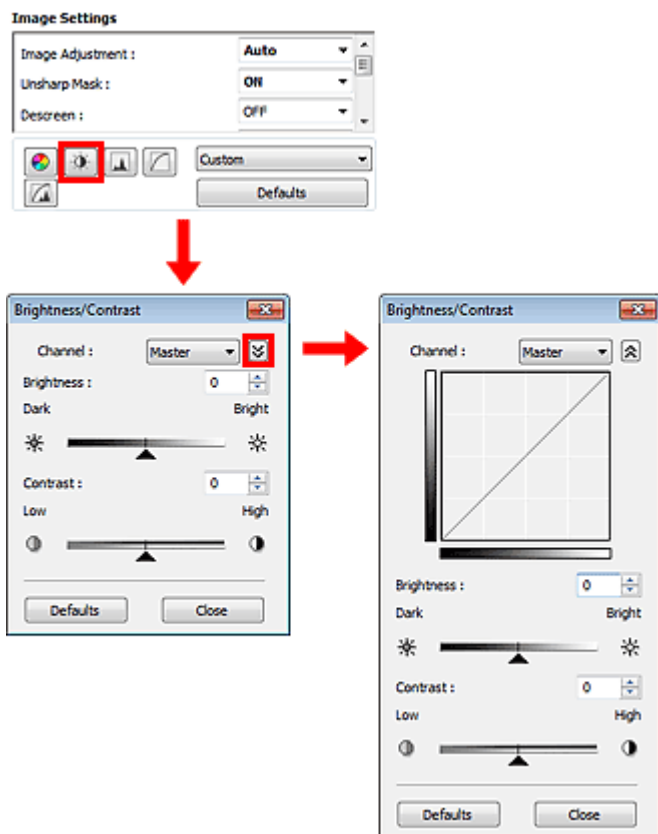 Image Settings
Image Adjustment : Auto
Unsharp Mask : ON
Descreen : OFF
Custom
Defaults
Brightness/Contrast
Channel : Master
Brightness : 0
Dark Bright
Contrast : 0
Low High
Defaults Close
Brightness/Contrast
Channel : Master
Brightness : 0
Dark Bright
Contrast : 0
Low High
Defaults Close